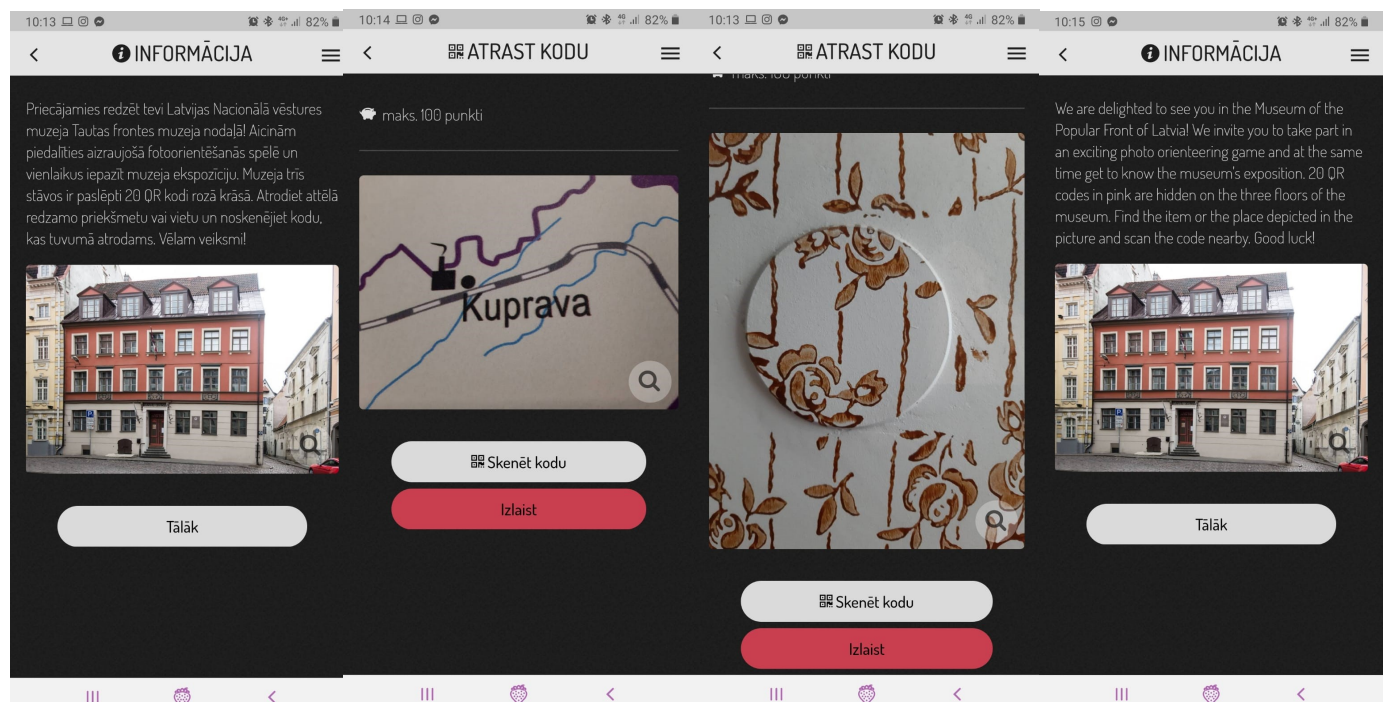 10:13
82%
INFORMĀCIJA
Priecājamies redzēt tevi Latvijas Nacionālā vēstures
muzeja Tautas frontes muzeja nodaļā! Aicinām
piedalīties aizraujošā fotoorientēšanās spēlē un
vienlaikus iepazīt muzeja ekspozīciju. Muzeja trīs
stāvos ir paslēpti 20 QR kodi rozā krāsā. Atrodiet attēlā
redzamo priekšmetu vai vietu un noskenējiet kodu,
kas tuvumā atrodams. Vēlam veiksmi!
Tālāk
10:14
82%
ATRAST KODU
maks. 100 punkti
Kuprava
Skenēt kodu
Izlaist
10:13
82%
ATRAST KODU
maks. 100 punkti
Skenēt kodu
Izlaist
10:15
82%
INFORMĀCIJA
We are delighted to see you in the Museum of the
Popular Front of Latvia! We invite you to take part in
an exciting photo orienteering game and at the same
time get to know the museum's exposition. 20 QR
codes in pink are hidden on the three floors of the
museum. Find the item or the place depicted in the
picture and scan the code nearby. Good luck!
Tālāk